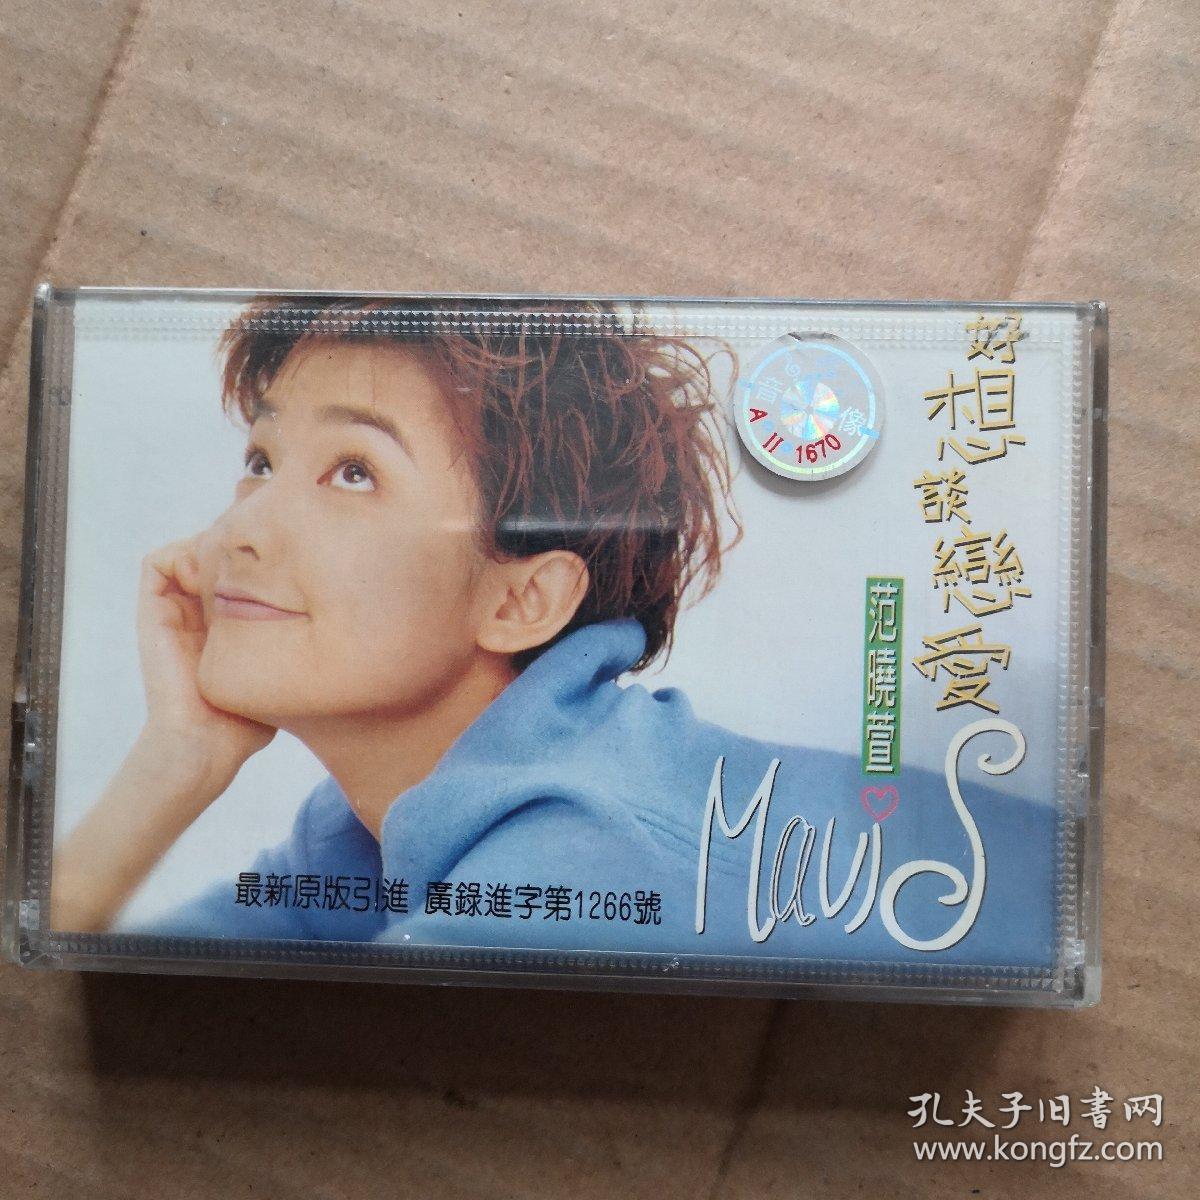 好想談戀愛
范曉萱
Mavis
音像
A II 1670
最新原版引進 廣錄進字第1266號
孔夫子旧書网
www.kongfz.com